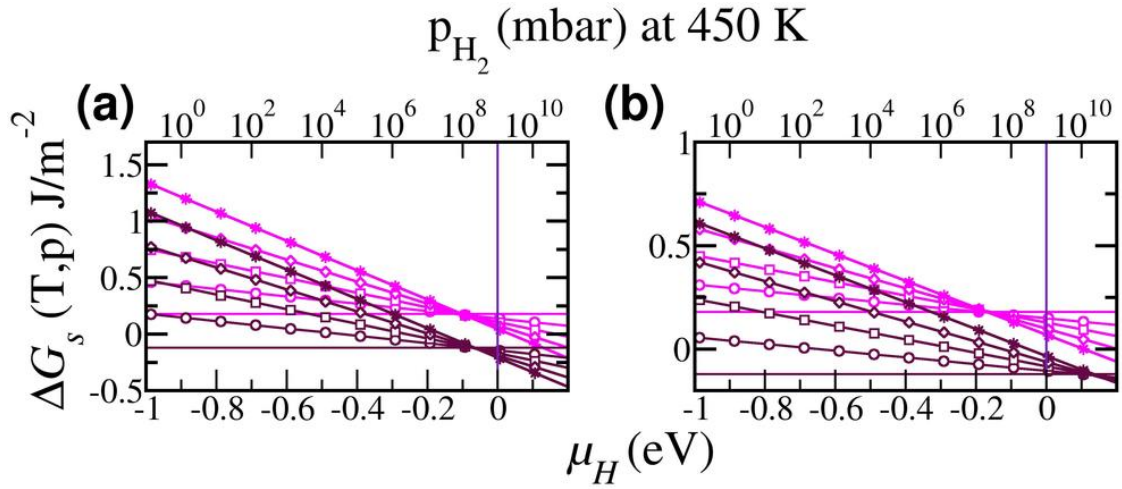 p_{H_2} (mbar) at 450 K
(a) 10^0 10^2 10^4 10^6 10^8 10^{10}
(b) 10^0 10^2 10^4 10^6 10^8 10^{10}
ΔG_s (T,p) J/m^{-2}
1.5
1
0.5
0
-0.5
1
0.5
0
-1 -0.8 -0.6 -0.4 -0.2 0
-1 -0.8 -0.6 -0.4 -0.2 0
μ_H (eV)